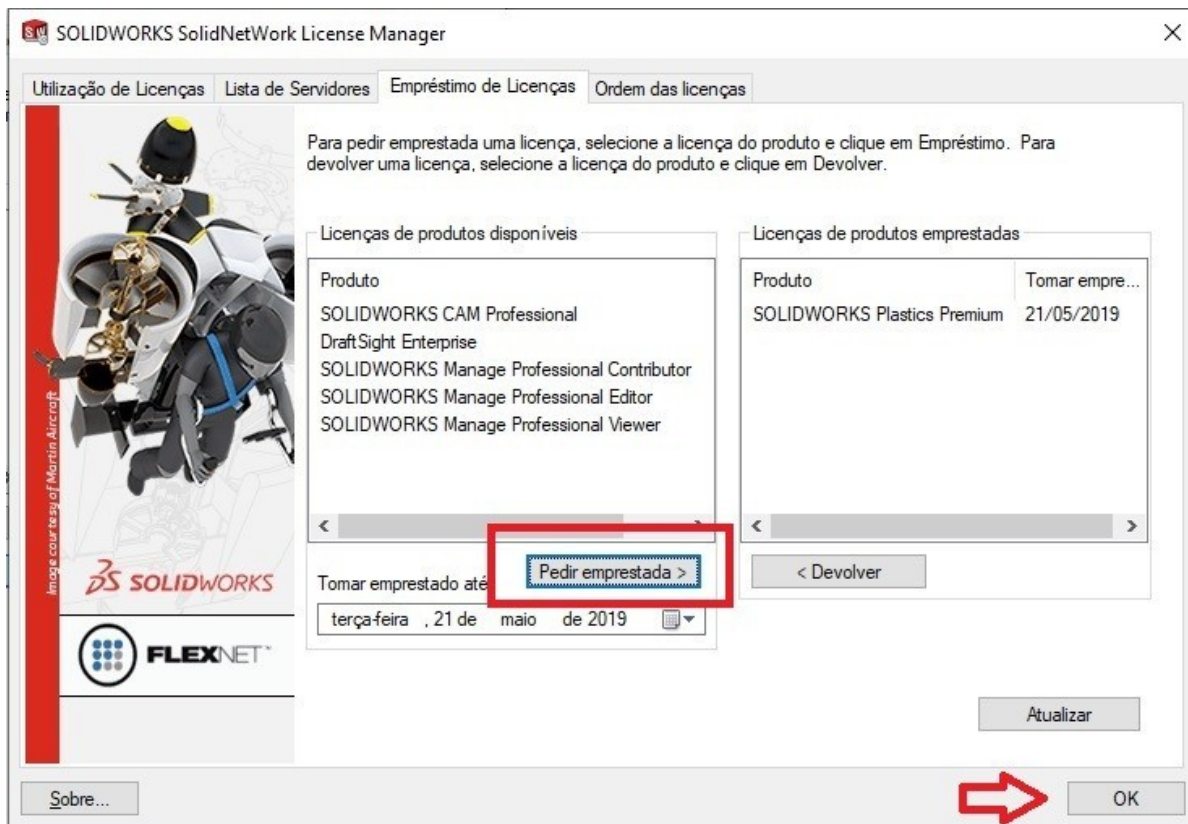 SOLIDWORKS SolidNetWork License Manager
Utilização de Licenças
Lista de Servidores
Empréstimo de Licenças
Ordem das licenças
Para pedir emprestada uma licença, selecione a licença do produto e clique em Empréstimo. Para
devolver uma licença, selecione a licença do produto e clique em Devolver.
Licenças de produtos disponíveis
Produto
SOLIDWORKS CAM Professional
DraftSight Enterprise
SOLIDWORKS Manage Professional Contributor
SOLIDWORKS Manage Professional Editor
SOLIDWORKS Manage Professional Viewer
Licenças de produtos emprestadas
Produto Tomar empre...
SOLIDWORKS Plastics Premium 21/05/2019
Tomar emprestado até
Pedir emprestada >
< Devolver
terça-feira , 21 de maio de 2019
Image courtesy of Martin Aircraft
SOLIDWORKS
FLEXNET
Atualizar
Sobre...
OK